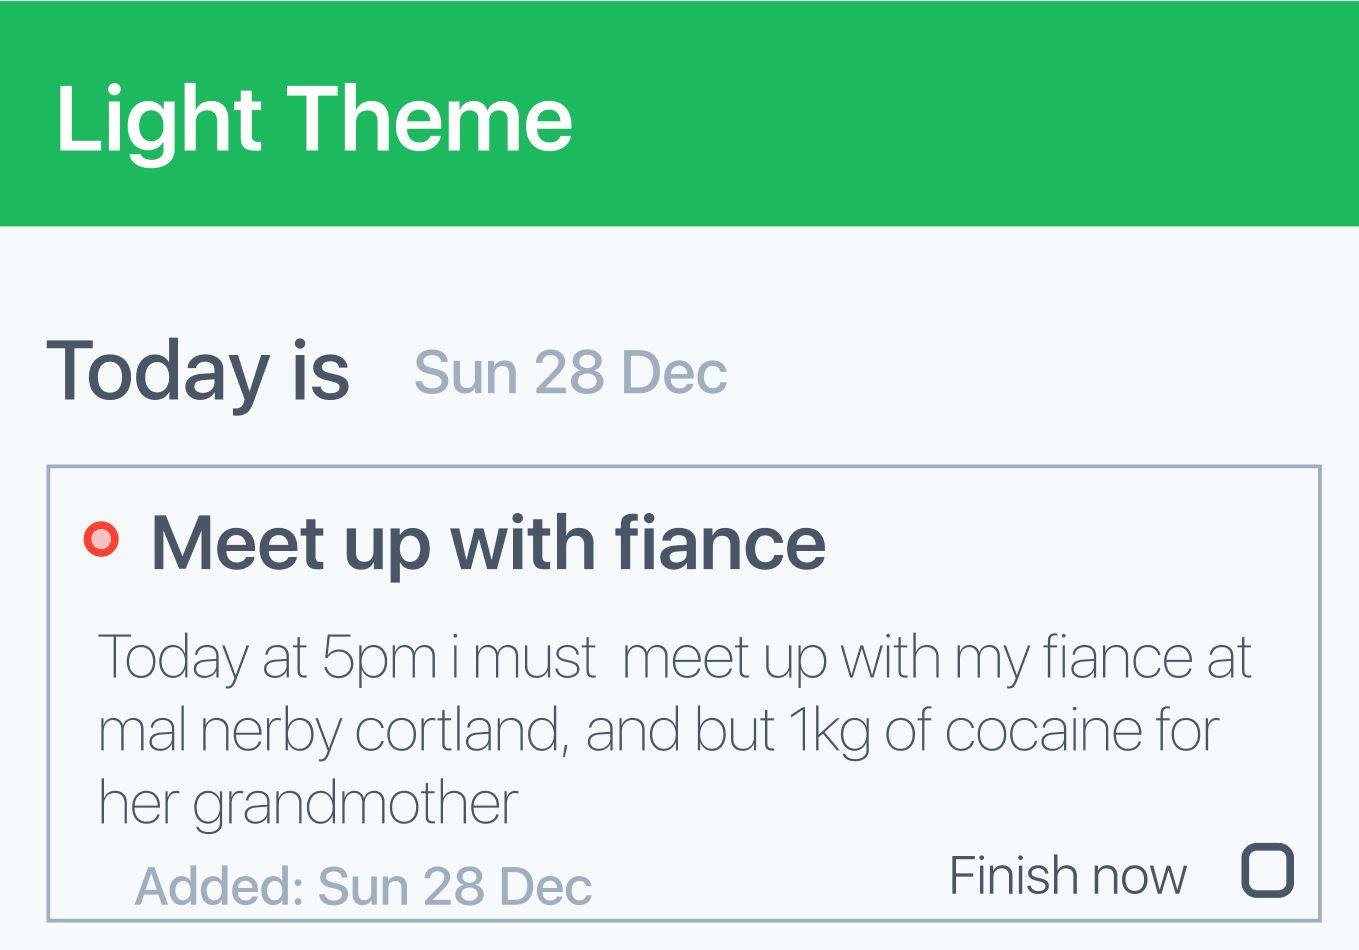 Light Theme
Today is Sun 28 Dec
Meet up with fiance
Today at 5pm i must  meet up with my fiance at
mal nerby cortland, and but 1kg of cocaine for
her grandmother
Added: Sun 28 Dec
Finish now